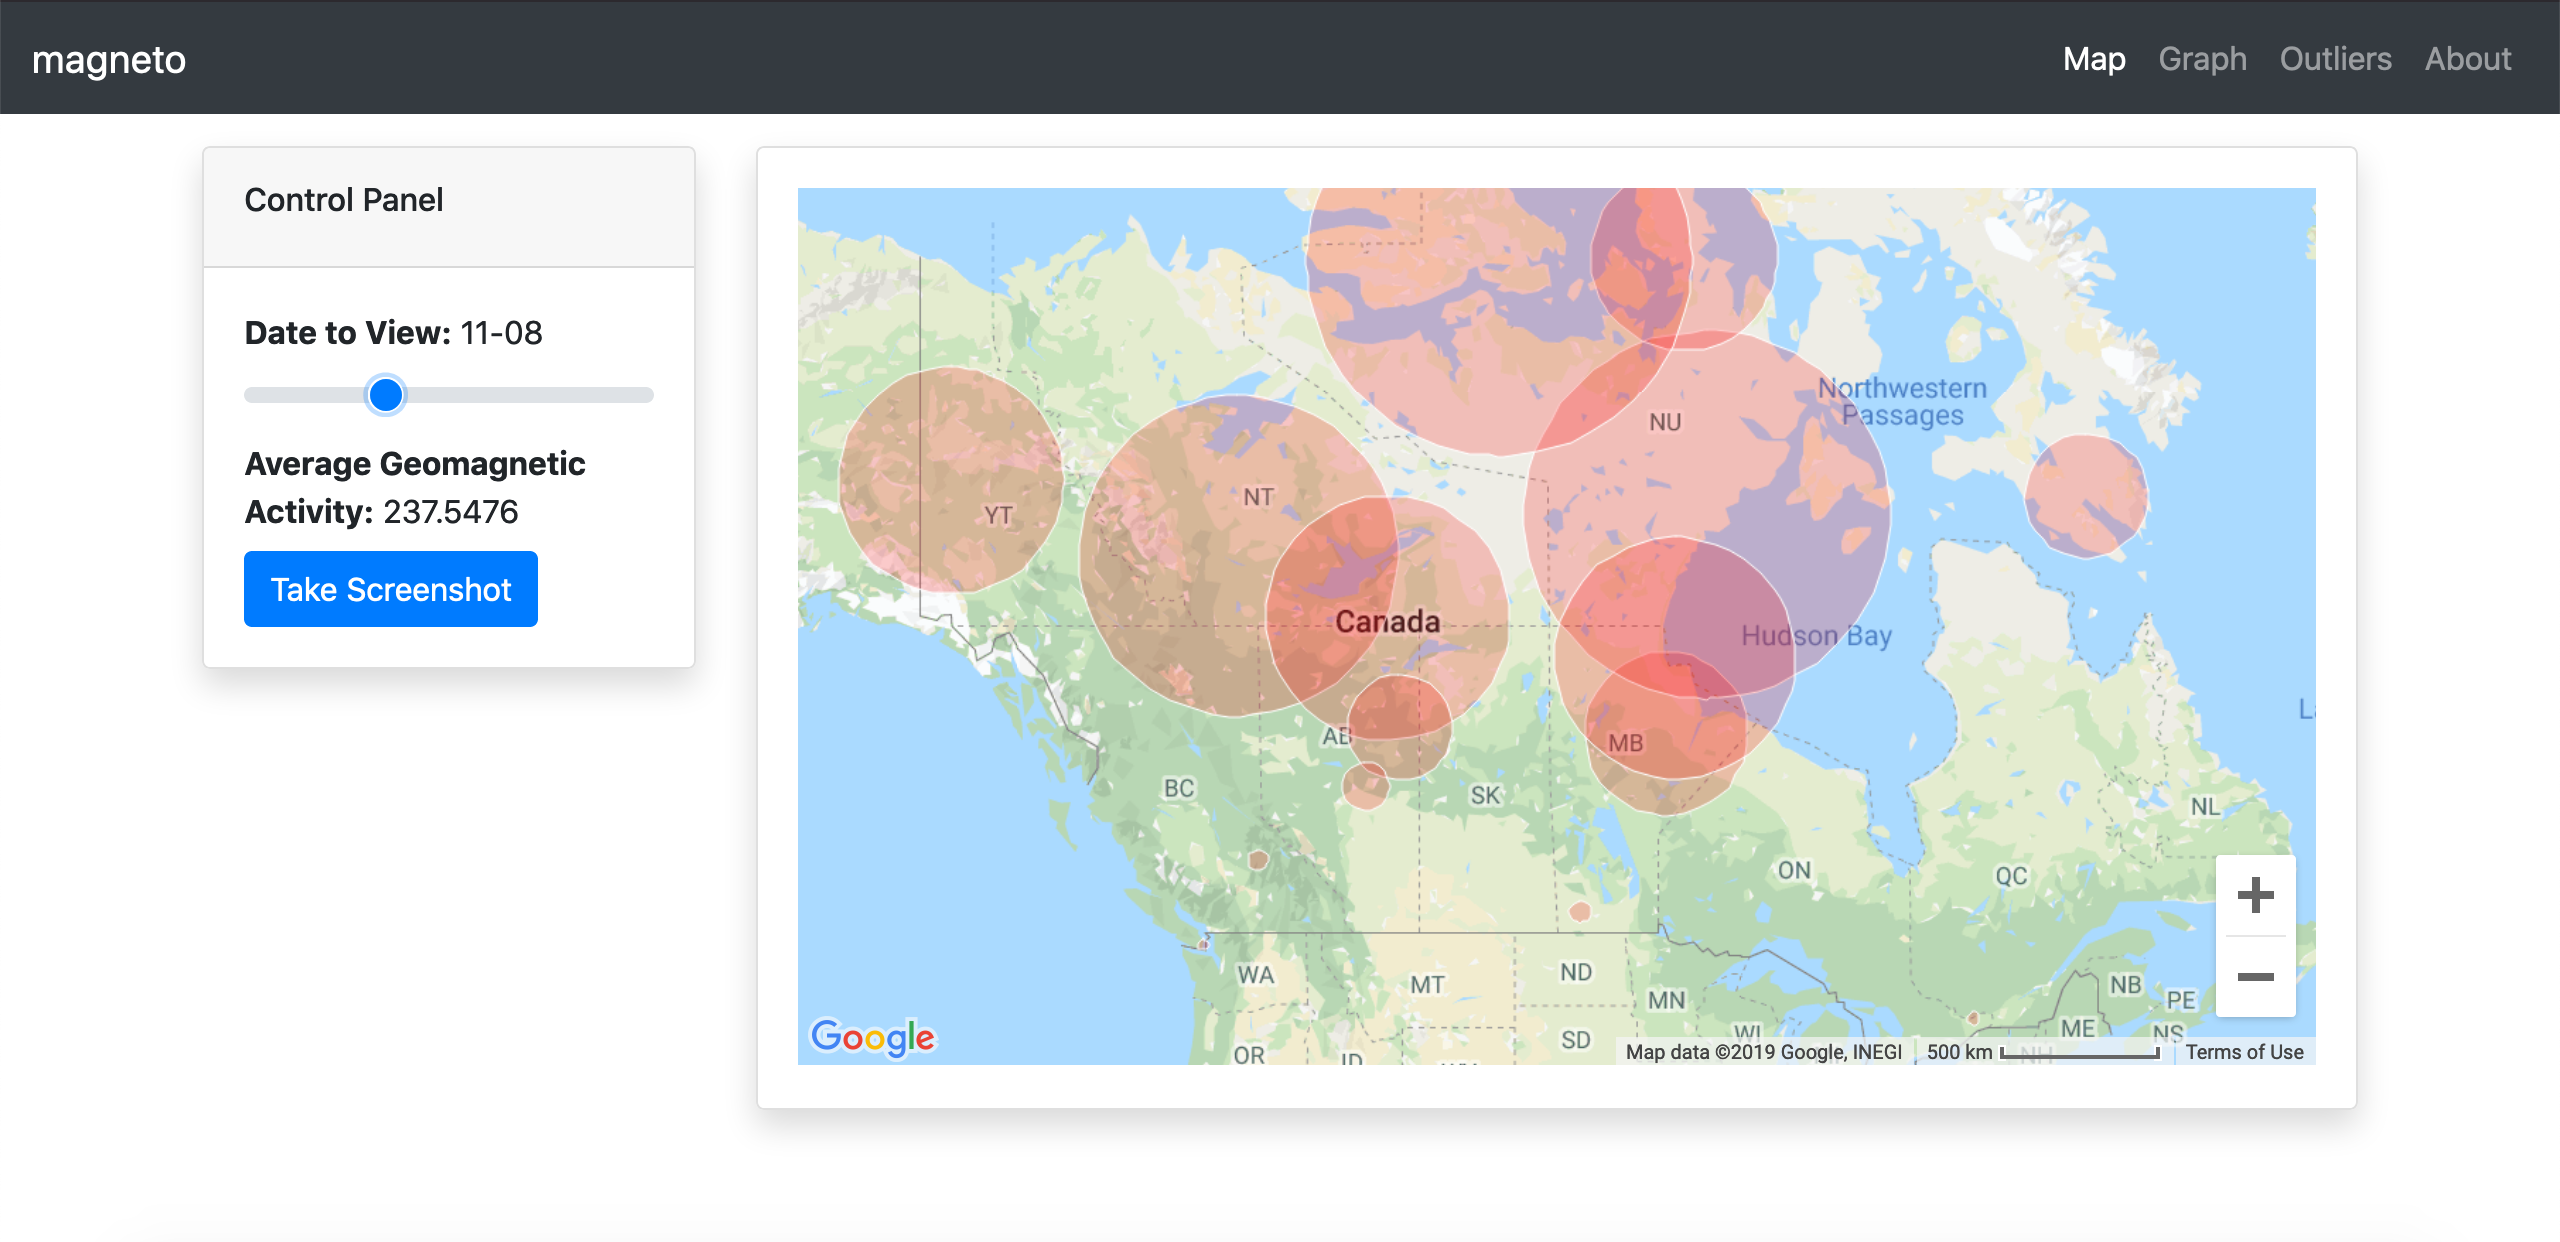 magneto
Map Graph Outliers About
Control Panel
Date to View: 11-08
Average Geomagnetic
Activity: 237.5476
Take Screenshot
Northwestern
Passages
NU
NT
YT
Canada
Hudson Bay
AB
MB
BC
SK
NL
ON
QC
WA
MT
ND
MN
NB
PE
ME
NS
WI
SD
OR
ID
NH
Google
Map data ©2019 Google, INEGI
500 km
Terms of Use